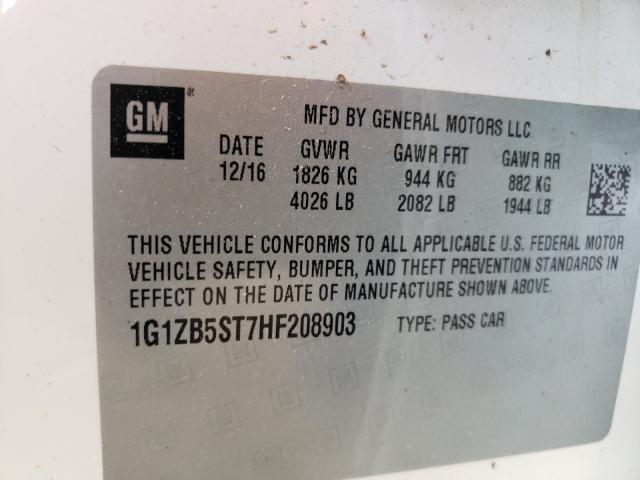 GM
MFD BY GENERAL MOTORS LLC
DATE GVWR GAWR FRT GAWR RR
12/16 1826 KG 944 KG 882 KG
4026 LB 2082 LB 1944 LB
THIS VEHICLE CONFORMS TO ALL APPLICABLE U.S. FEDERAL MOTOR
VEHICLE SAFETY, BUMPER, AND THEFT PREVENTION STANDARDS IN
EFFECT ON THE DATE OF MANUFACTURE SHOWN ABOVE.
1G1ZB5ST7HF208903 TYPE: PASS CAR